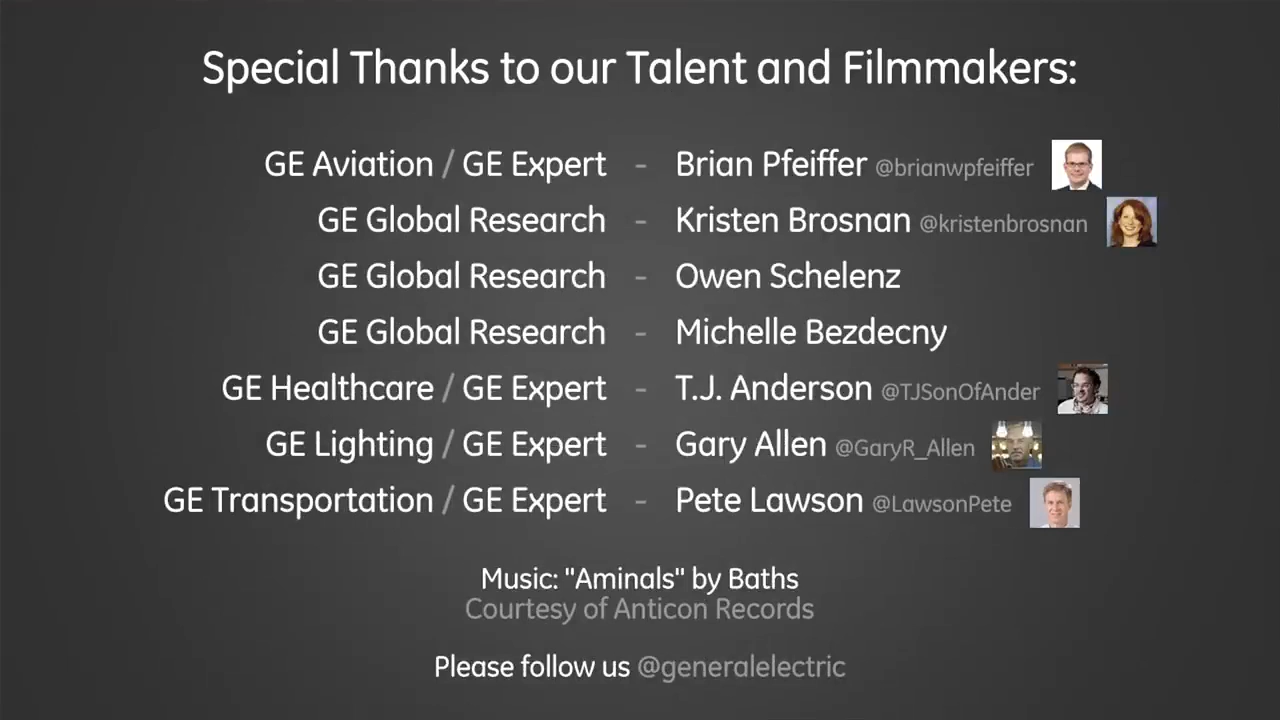 Special Thanks to our Talent and Filmmakers:
GE Aviation / GE Expert - Brian Pfeiffer @brianwpfeiffer
GE Global Research - Kristen Brosnan @kristenbrosnan
GE Global Research - Owen Schelenz
GE Global Research - Michelle Bezdecny
GE Healthcare / GE Expert - T.J. Anderson @TJSonOfAnder
GE Lighting / GE Expert - Gary Allen @GaryR_Allen
GE Transportation / GE Expert - Pete Lawson @LawsonPete
Music: "Aminals" by Baths
Courtesy of Anticon Records
Please follow us @generalelectric